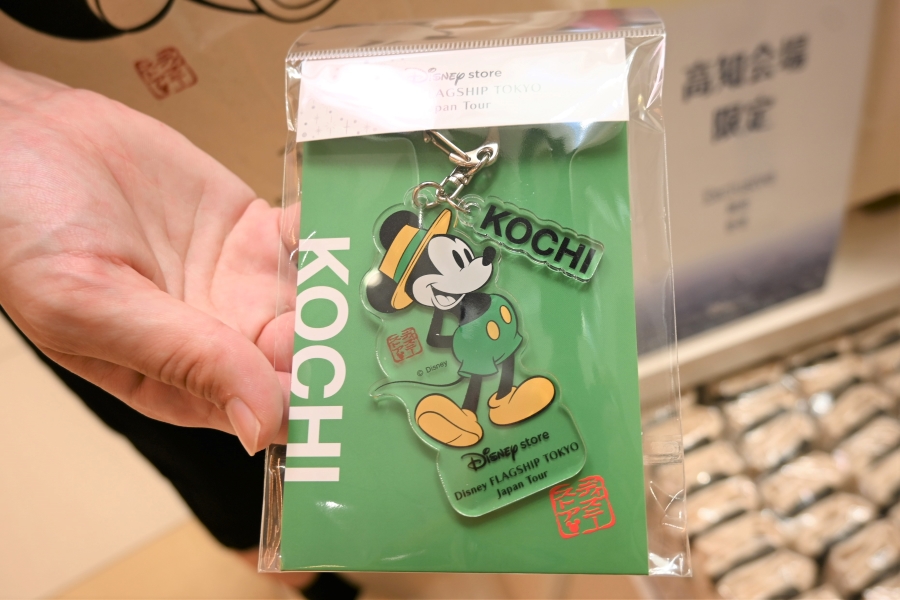 Disney store
FLAGSHIP TOKYO
Japan Tour
KOCHI
KOCHI
© Disney
Disney store
Disney FLAGSHIP TOKYO
Japan Tour
高知会場
限定